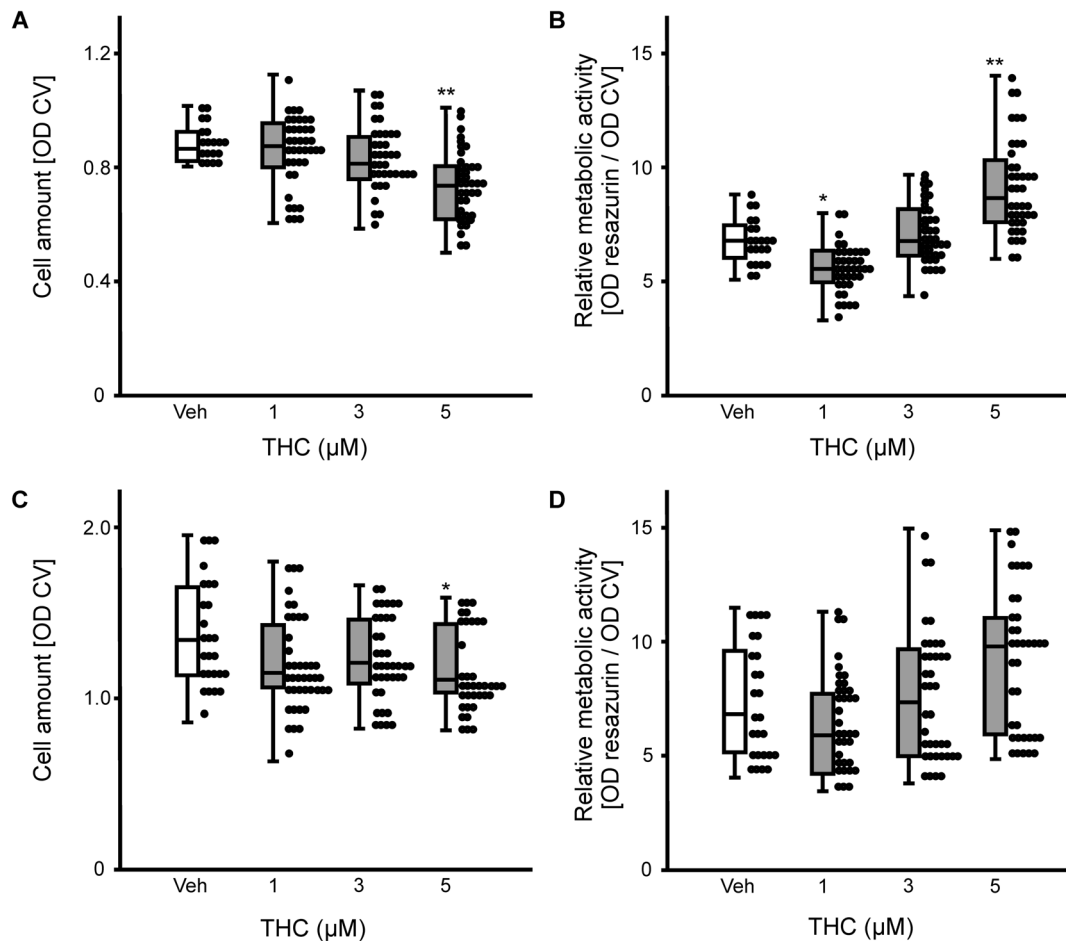 A
Cell amount [OD CV]
1.2
0.8
0.4
0
**
Veh 1 3 5
THC (µM)
B
Relative metabolic activity
[OD resazurin / OD CV]
15
10
5
0
*
**
Veh 1 3 5
THC (µM)
C
Cell amount [OD CV]
2.0
1.0
0
*
Veh 1 3 5
THC (µM)
D
Relative metabolic activity
[OD resazurin / OD CV]
15
10
5
0
Veh 1 3 5
THC (µM)